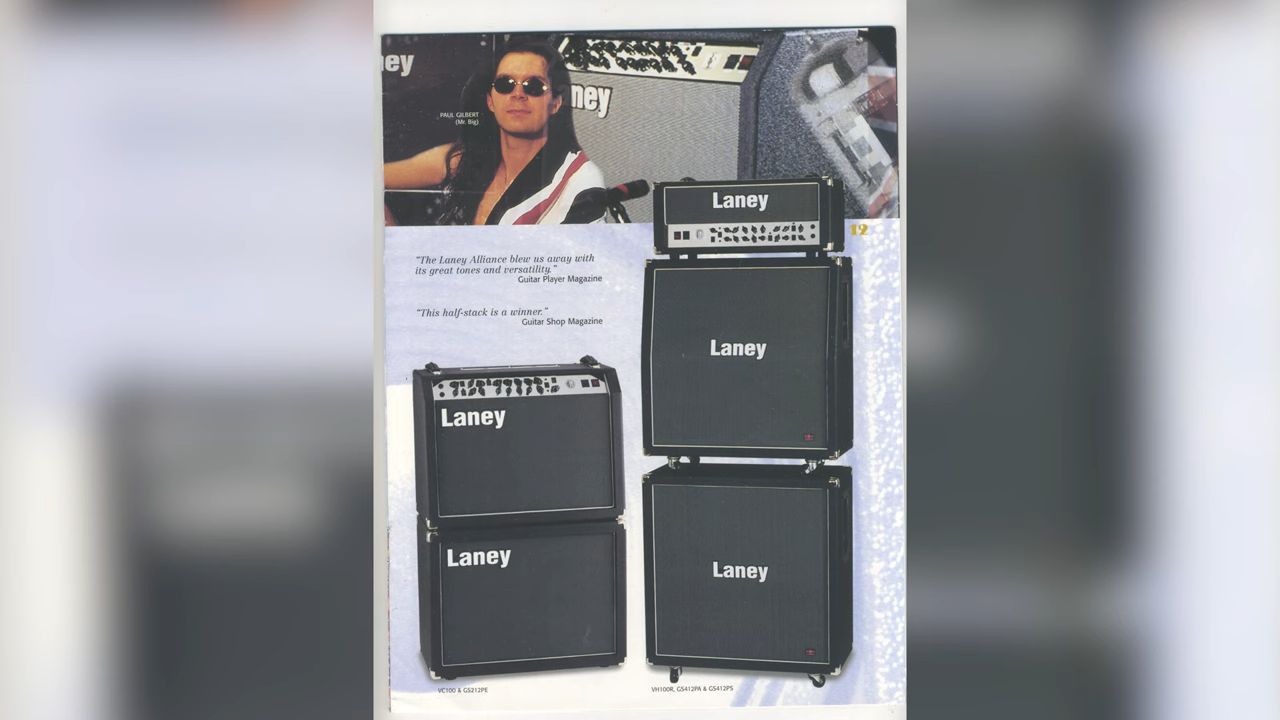 ey
ney
PAUL GILBERT
(Mr. Big)
Laney
12
"The Laney Alliance blew us away with
its great tones and versatility."
Guitar Player Magazine
"This half-stack is a winner."
Guitar Shop Magazine
Laney
Laney
Laney
Laney
VC100 & GS212PE
VH100R, GS412PA & GS412PS